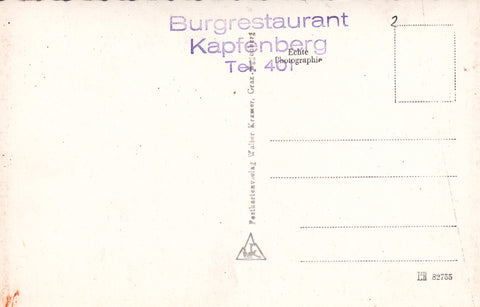 Burgrestaurant
Kapfenberg
Tel. 401
2
Echte
Photographie
Postkartenverlag Walter Kramer, Graz-
82755